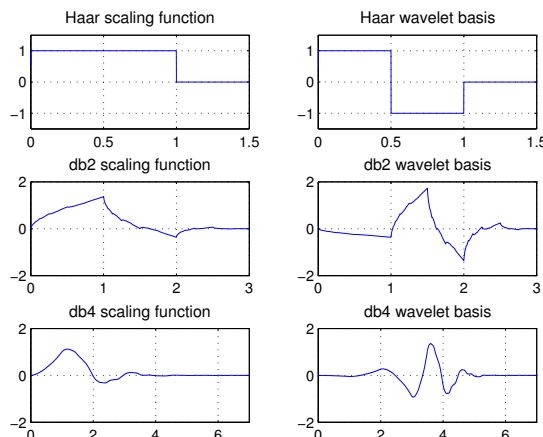 Haar scaling function
1
0
−1
0 0.5 1 1.5
Haar wavelet basis
1
0
−1
0 0.5 1 1.5
db2 scaling function
2
0
−2
0 1 2 3
db2 wavelet basis
2
0
−2
0 1 2 3
db4 scaling function
2
0
−2
0 2 4 6
db4 wavelet basis
2
0
−2
0 2 4 6